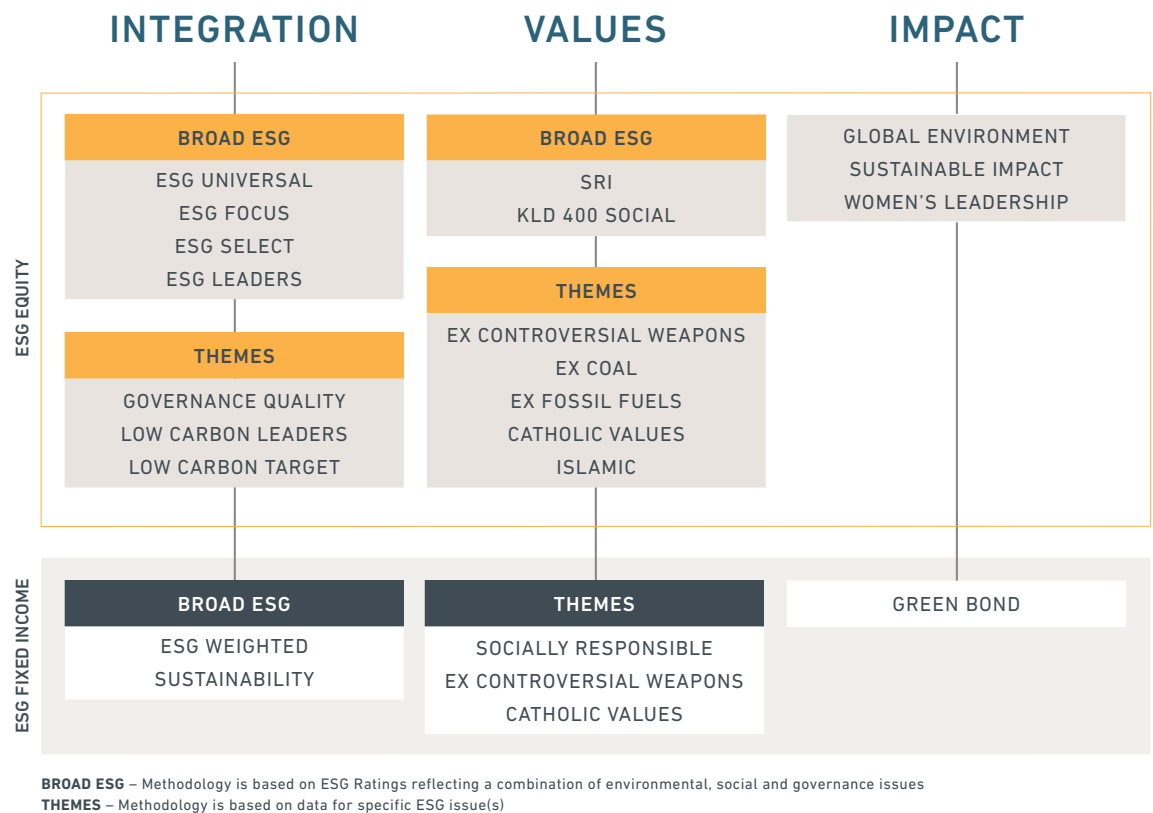 INTEGRATION
VALUES
IMPACT
ESG EQUITY
BROAD ESG
ESG UNIVERSAL
ESG FOCUS
ESG SELECT
ESG LEADERS
THEMES
GOVERNANCE QUALITY
LOW CARBON LEADERS
LOW CARBON TARGET
BROAD ESG
SRI
KLD 400 SOCIAL
THEMES
EX CONTROVERSIAL WEAPONS
EX COAL
EX FOSSIL FUELS
CATHOLIC VALUES
ISLAMIC
GLOBAL ENVIRONMENT
SUSTAINABLE IMPACT
WOMEN’S LEADERSHIP
ESG FIXED INCOME
BROAD ESG
ESG WEIGHTED
SUSTAINABILITY
THEMES
SOCIALLY RESPONSIBLE
EX CONTROVERSIAL WEAPONS
CATHOLIC VALUES
GREEN BOND
BROAD ESG – Methodology is based on ESG Ratings reflecting a combination of environmental, social and governance issues
THEMES – Methodology is based on data for specific ESG issue(s)